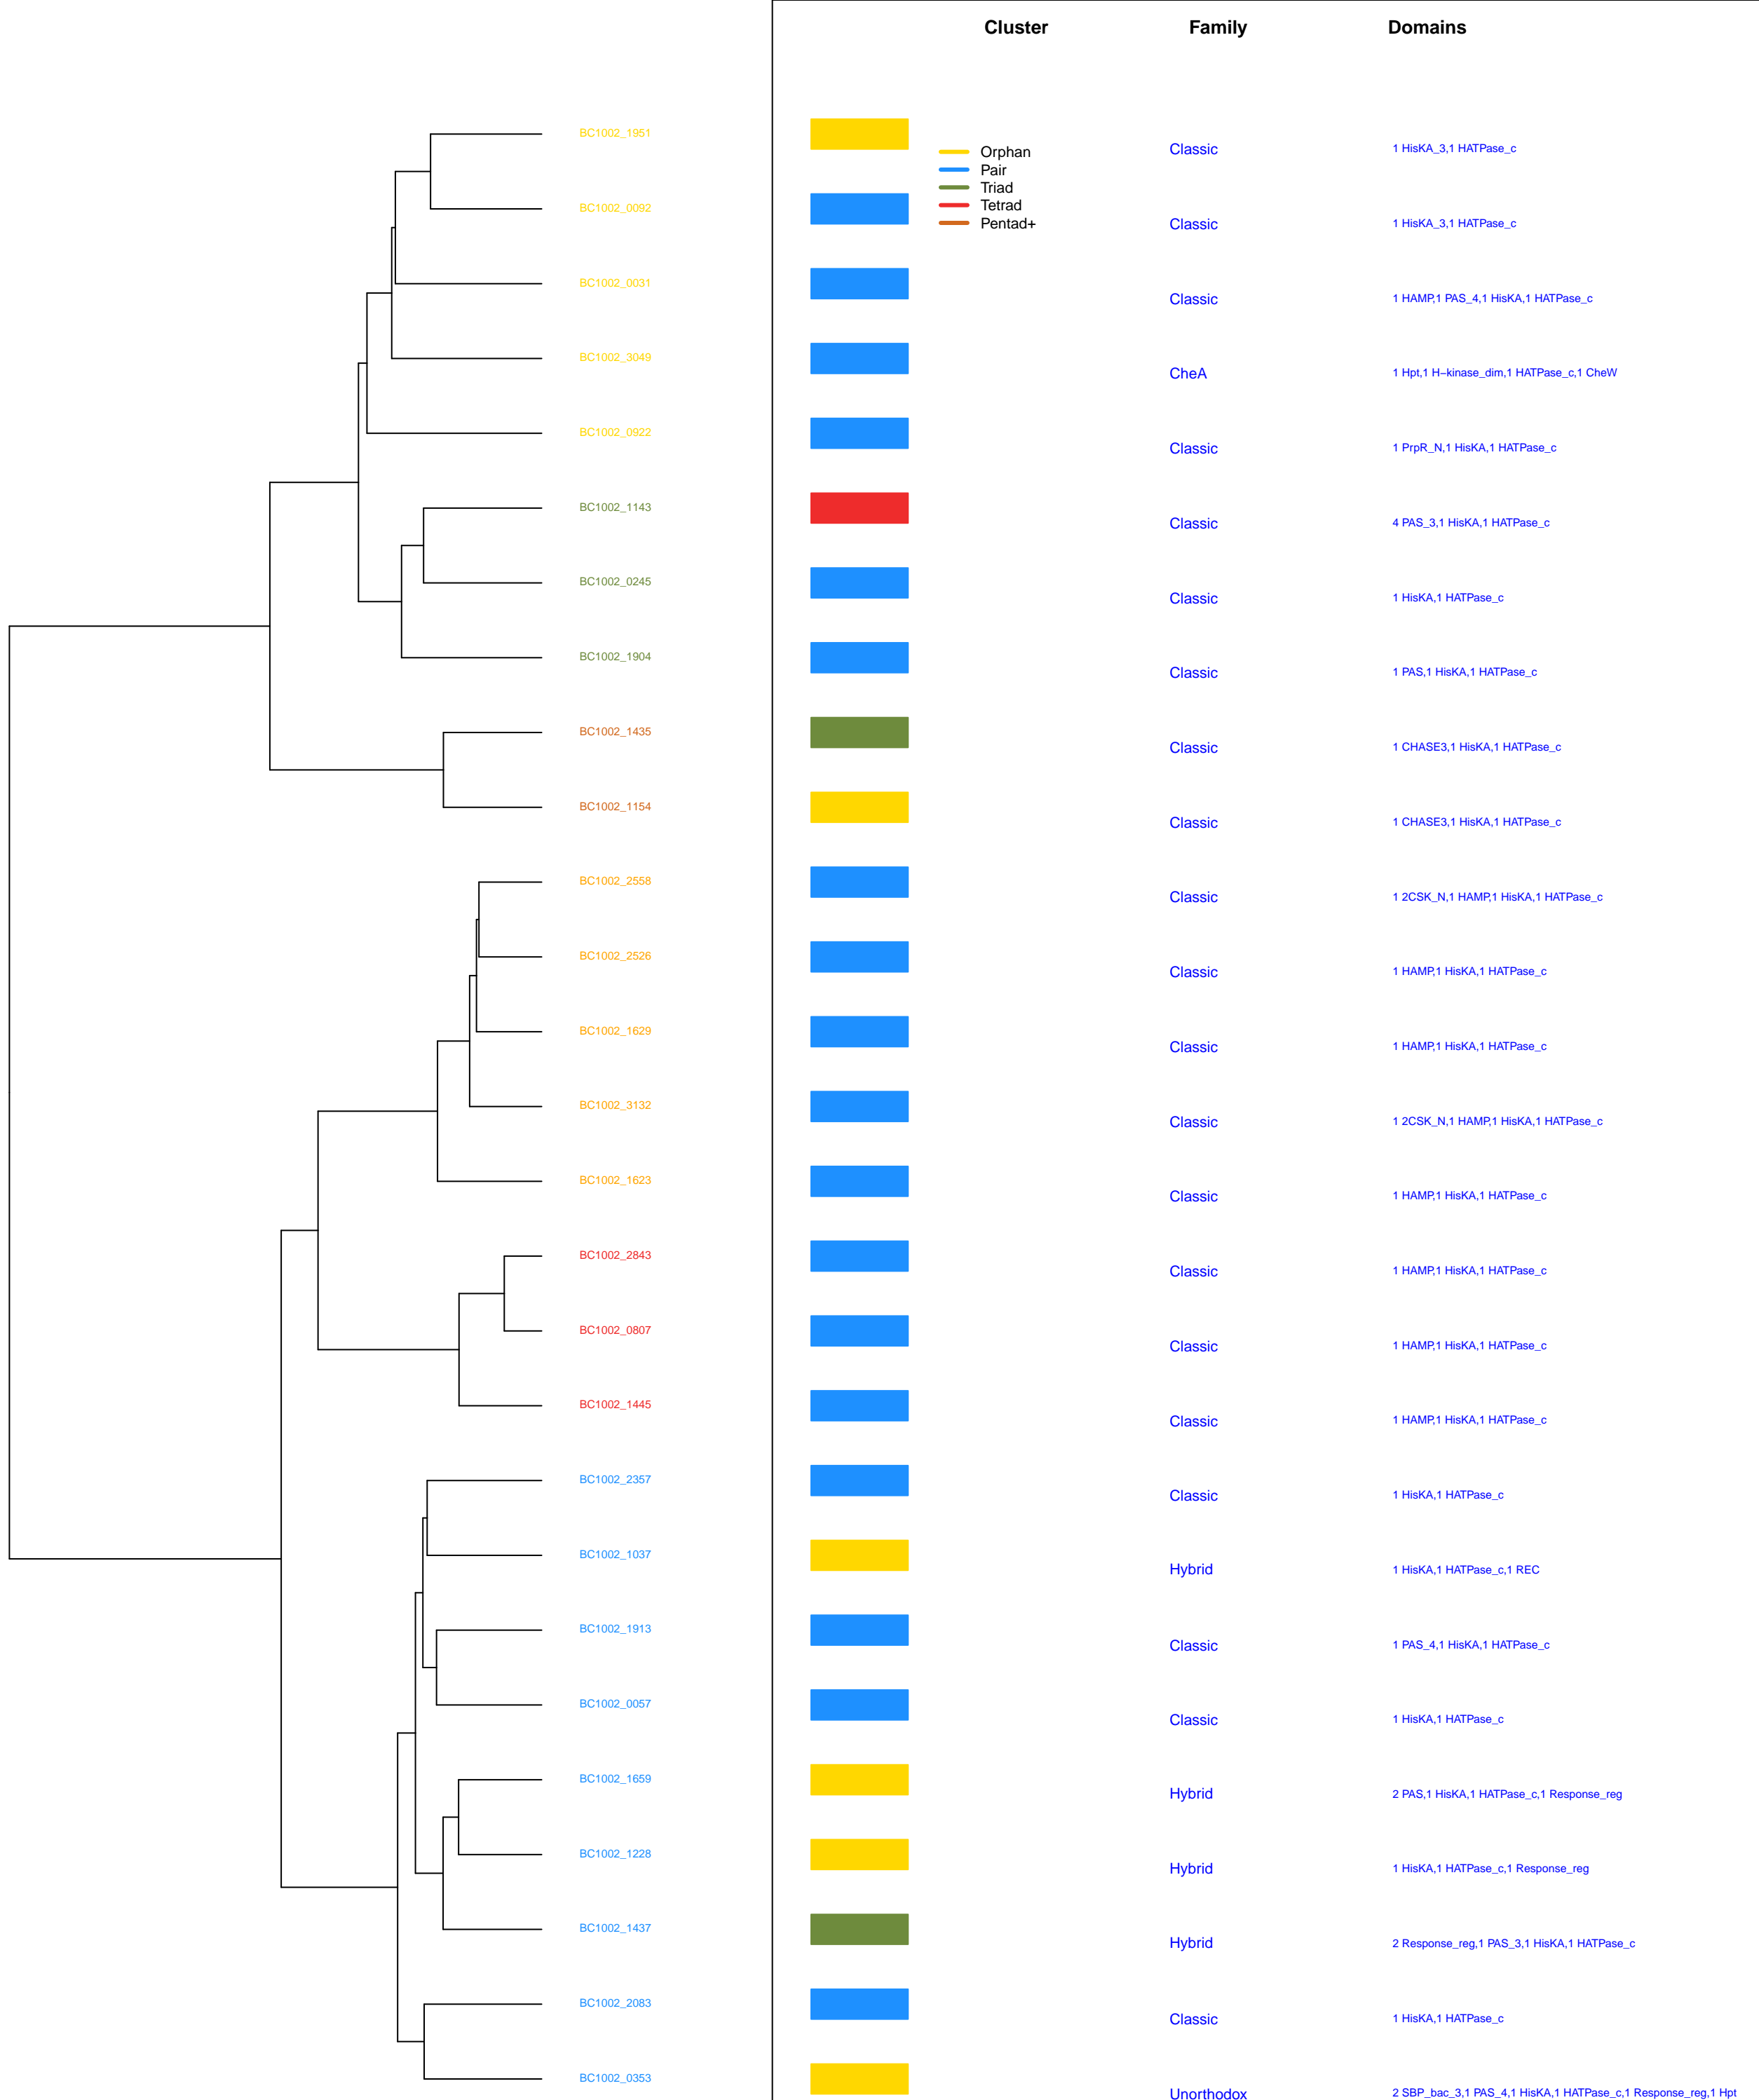 Cluster Family Domains
BC1002_1951 Orphan Classic 1 HisKA_3,1 HATPase_c
Pair
Triad
BC1002_0092 Tetrad Classic 1 HisKA_3,1 HATPase_c
Pentad+
BC1002_0031 Classic 1 HAMP,1 PAS_4,1 HisKA,1 HATPase_c
BC1002_3049 CheA 1 Hpt,1 H−kinase_dim,1 HATPase_c,1 CheW
BC1002_0922 Classic 1 PrpR_N,1 HisKA,1 HATPase_c
BC1002_1143 Classic 4 PAS_3,1 HisKA,1 HATPase_c
BC1002_0245 Classic 1 HisKA,1 HATPase_c
BC1002_1904 Classic 1 PAS,1 HisKA,1 HATPase_c
BC1002_1435 Classic 1 CHASE3,1 HisKA,1 HATPase_c
BC1002_1154 Classic 1 CHASE3,1 HisKA,1 HATPase_c
BC1002_2558 Classic 1 2CSK_N,1 HAMP,1 HisKA,1 HATPase_c
BC1002_2526 Classic 1 HAMP,1 HisKA,1 HATPase_c
BC1002_1629 Classic 1 HAMP,1 HisKA,1 HATPase_c
BC1002_3132 Classic 1 2CSK_N,1 HAMP,1 HisKA,1 HATPase_c
BC1002_1623 Classic 1 HAMP,1 HisKA,1 HATPase_c
BC1002_2843 Classic 1 HAMP,1 HisKA,1 HATPase_c
BC1002_0807 Classic 1 HAMP,1 HisKA,1 HATPase_c
BC1002_1445 Classic 1 HAMP,1 HisKA,1 HATPase_c
BC1002_2357 Classic 1 HisKA,1 HATPase_c
BC1002_1037 Hybrid 1 HisKA,1 HATPase_c,1 REC
BC1002_1913 Classic 1 PAS_4,1 HisKA,1 HATPase_c
BC1002_0057 Classic 1 HisKA,1 HATPase_c
BC1002_1659 Hybrid 2 PAS,1 HisKA,1 HATPase_c,1 Response_reg
BC1002_1228 Hybrid 1 HisKA,1 HATPase_c,1 Response_reg
BC1002_1437 Hybrid 2 Response_reg,1 PAS_3,1 HisKA,1 HATPase_c
BC1002_2083 Classic 1 HisKA,1 HATPase_c
BC1002_0353 Unorthodox 2 SBP_bac_3,1 PAS_4,1 HisKA,1 HATPase_c,1 Response_reg,1 Hpt